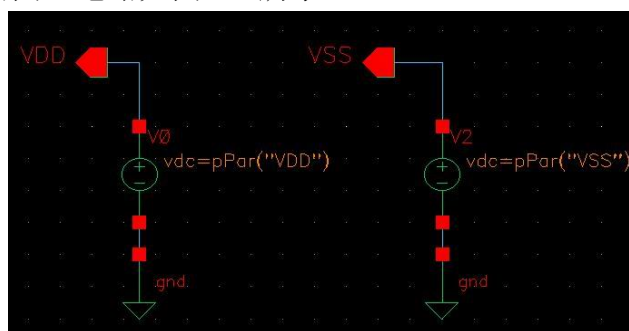 VDD
VSS
V0
V2
vdc=pPar("VDD")
vdc=pPar("VSS")
gnd
gnd